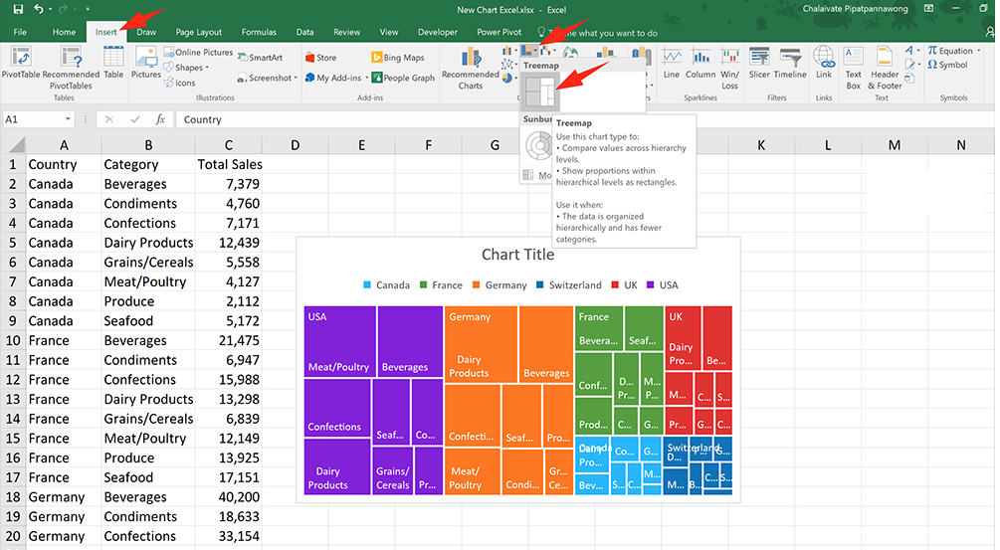 New Chart Excel.xlsx - Excel
Chalaivate Pipatpannawong
File Home Insert Draw Page Layout Formulas Data Review View Developer Power Pivot me what you want to do
PivotTable
Recommended
PivotTables
Table
Tables
Pictures
Online Pictures
Shapes
Icons
SmartArt
Screenshot
Illustrations
Store
My Add-ins
Bing Maps
People Graph
Add-ins
Recommended
Charts
Line
Column
Win/
Loss
Sparklines
Slicer
Timeline
Filters
Link
Links
Text
Box
Header
& Footer
Text
Equation
Symbol
Symbols
Treemap
Sunbur
Mo
Treemap
Use this chart type to:
• Compare values across hierarchy
levels.
• Show proportions within
hierarchical levels as rectangles.
Use it when:
• The data is organized
hierarchically and has fewer
categories.
A1 fx Country
A B C D E F G K L M N
1 Country Category Total Sales
2 Canada Beverages 7,379
3 Canada Condiments 4,760
4 Canada Confections 7,171
5 Canada Dairy Products 12,439
6 Canada Grains/Cereals 5,558
7 Canada Meat/Poultry 4,127
8 Canada Produce 2,112
9 Canada Seafood 5,172
10 France Beverages 21,475
11 France Condiments 6,947
12 France Confections 15,988
13 France Dairy Products 13,298
14 France Grains/Cereals 6,839
15 France Meat/Poultry 12,149
16 France Produce 13,925
17 France Seafood 17,151
18 Germany Beverages 40,200
19 Germany Condiments 18,633
20 Germany Confections 33,154
Chart Title
Canada France Germany Switzerland UK USA
USA
Meat/Poultry
Beverages
Confections
Seaf...
Co...
Dairy
Products
Grains/
Cereals
Pr...
Germany
Dairy
Products
Beverages
Confecti...
Seaf...
Pro...
Meat/
Poultry
Condi...
Gr...
Ce...
France
Bevera...
Seaf...
Conf...
D...
Pr...
M...
P...
Prod...
C...
G...
UK
Dairy
Pro...
Be...
M...
C...
S...
Pr...
G...
C...
Canada
Dairy
Pro...
Co...
G...
Bev...
S...
C...
M...
Switzerland
D...
P...
G...
M...
B...
C...
S...